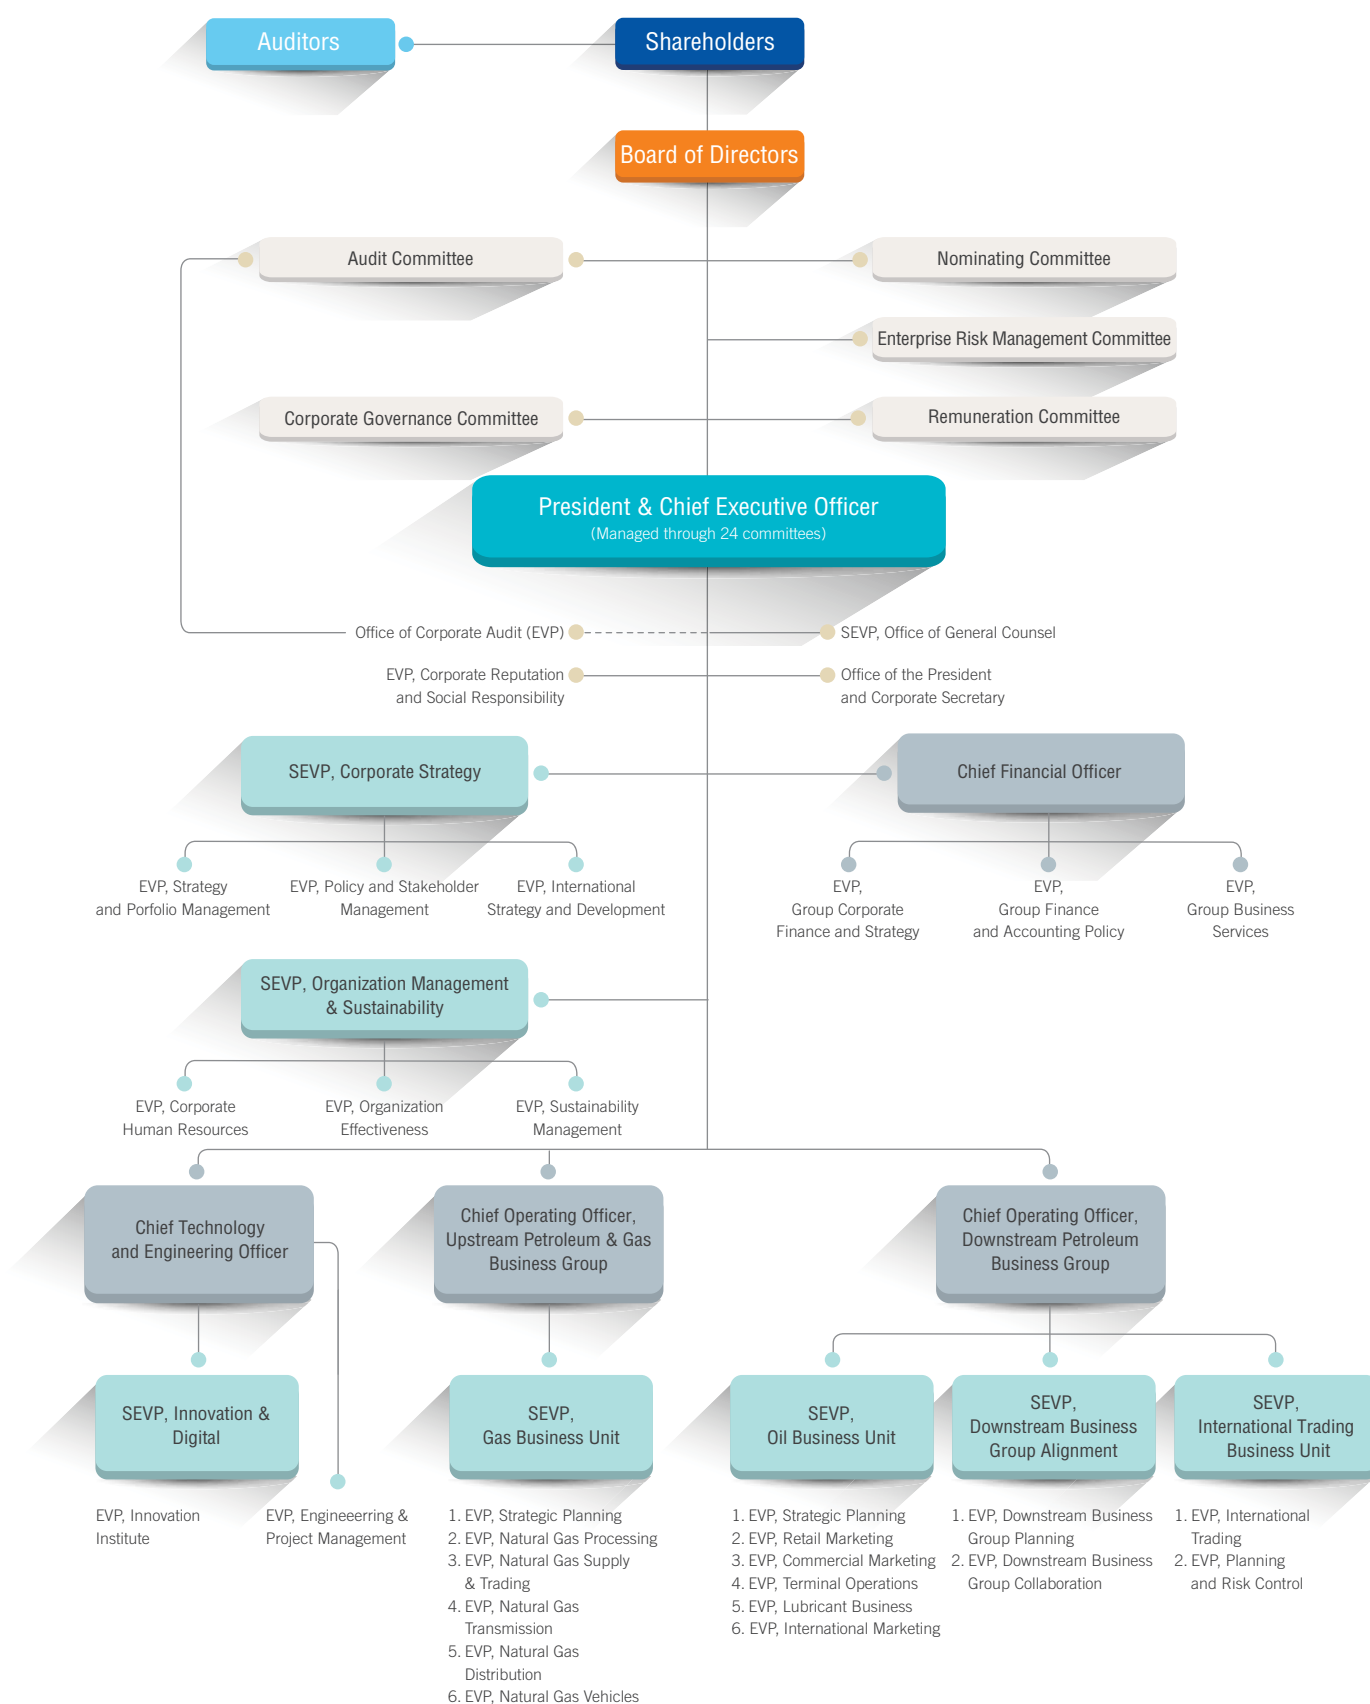 Auditors
Shareholders
Board of Directors
Audit Committee
Nominating Committee
Enterprise Risk Management Committee
Corporate Governance Committee
Remuneration Committee
President & Chief Executive Officer
(Managed through 24 committees)
Office of Corporate Audit (EVP)
SEVP, Office of General Counsel
EVP, Corporate Reputation
and Social Responsibility
Office of the President
and Corporate Secretary
SEVP, Corporate Strategy
Chief Financial Officer
EVP, Strategy
and Porfolio Management
EVP, Policy and Stakeholder
Management
EVP, International
Strategy and Development
EVP,
Group Corporate
Finance and Strategy
EVP,
Group Finance
and Accounting Policy
EVP,
Group Business
Services
SEVP, Organization Management
& Sustainability
EVP, Corporate
Human Resources
EVP, Organization
Effectiveness
EVP, Sustainability
Management
Chief Technology
and Engineering Officer
Chief Operating Officer,
Upstream Petroleum & Gas
Business Group
Chief Operating Officer,
Downstream Petroleum
Business Group
SEVP, Innovation &
Digital
SEVP,
Gas Business Unit
SEVP,
Oil Business Unit
SEVP,
Downstream Business
Group Alignment
SEVP,
International Trading
Business Unit
EVP, Innovation
Institute
EVP, Engineeerring &
Project Management
1. EVP, Strategic Planning
2. EVP, Natural Gas Processing
3. EVP, Natural Gas Supply
& Trading
4. EVP, Natural Gas
Transmission
5. EVP, Natural Gas
Distribution
6. EVP, Natural Gas Vehicles
1. EVP, Strategic Planning
2. EVP, Retail Marketing
3. EVP, Commercial Marketing
4. EVP, Terminal Operations
5. EVP, Lubricant Business
6. EVP, International Marketing
1. EVP, Downstream Business
Group Planning
2. EVP, Downstream Business
Group Collaboration
1. EVP, International
Trading
2. EVP, Planning
and Risk Control